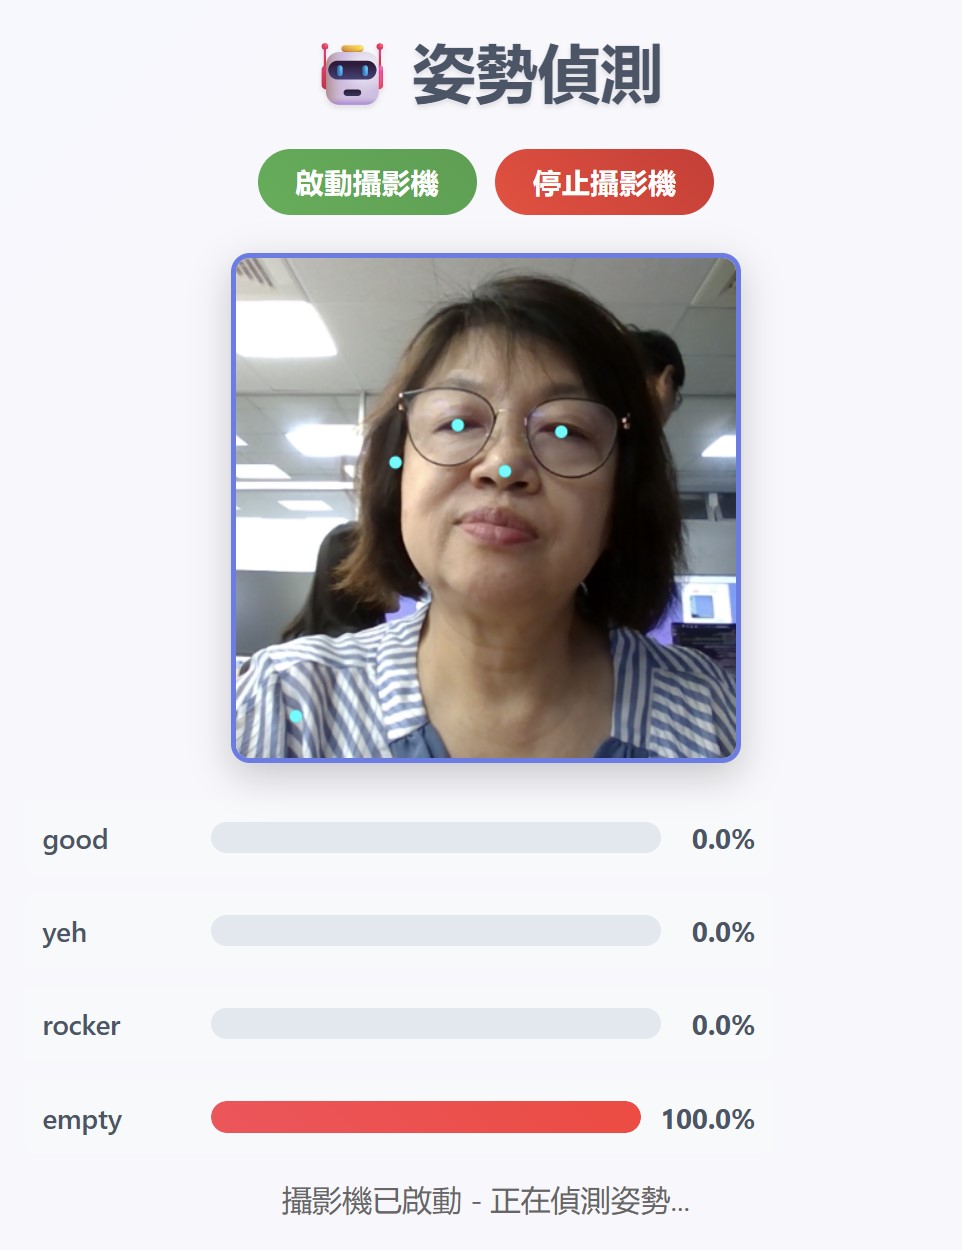 姿勢偵測
啟動攝影機 停止攝影機
good 0.0%
yeh 0.0%
rocker 0.0%
empty 100.0%
攝影機已啟動 - 正在偵測姿勢...